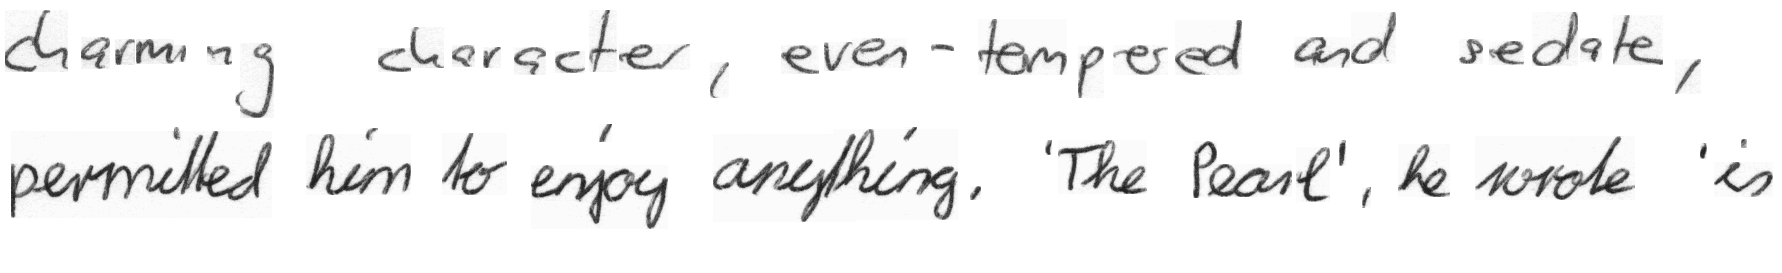 charming character, even-tempered and sedate,
permitted him to enjoy anything. 'The Pearl', he wrote 'is